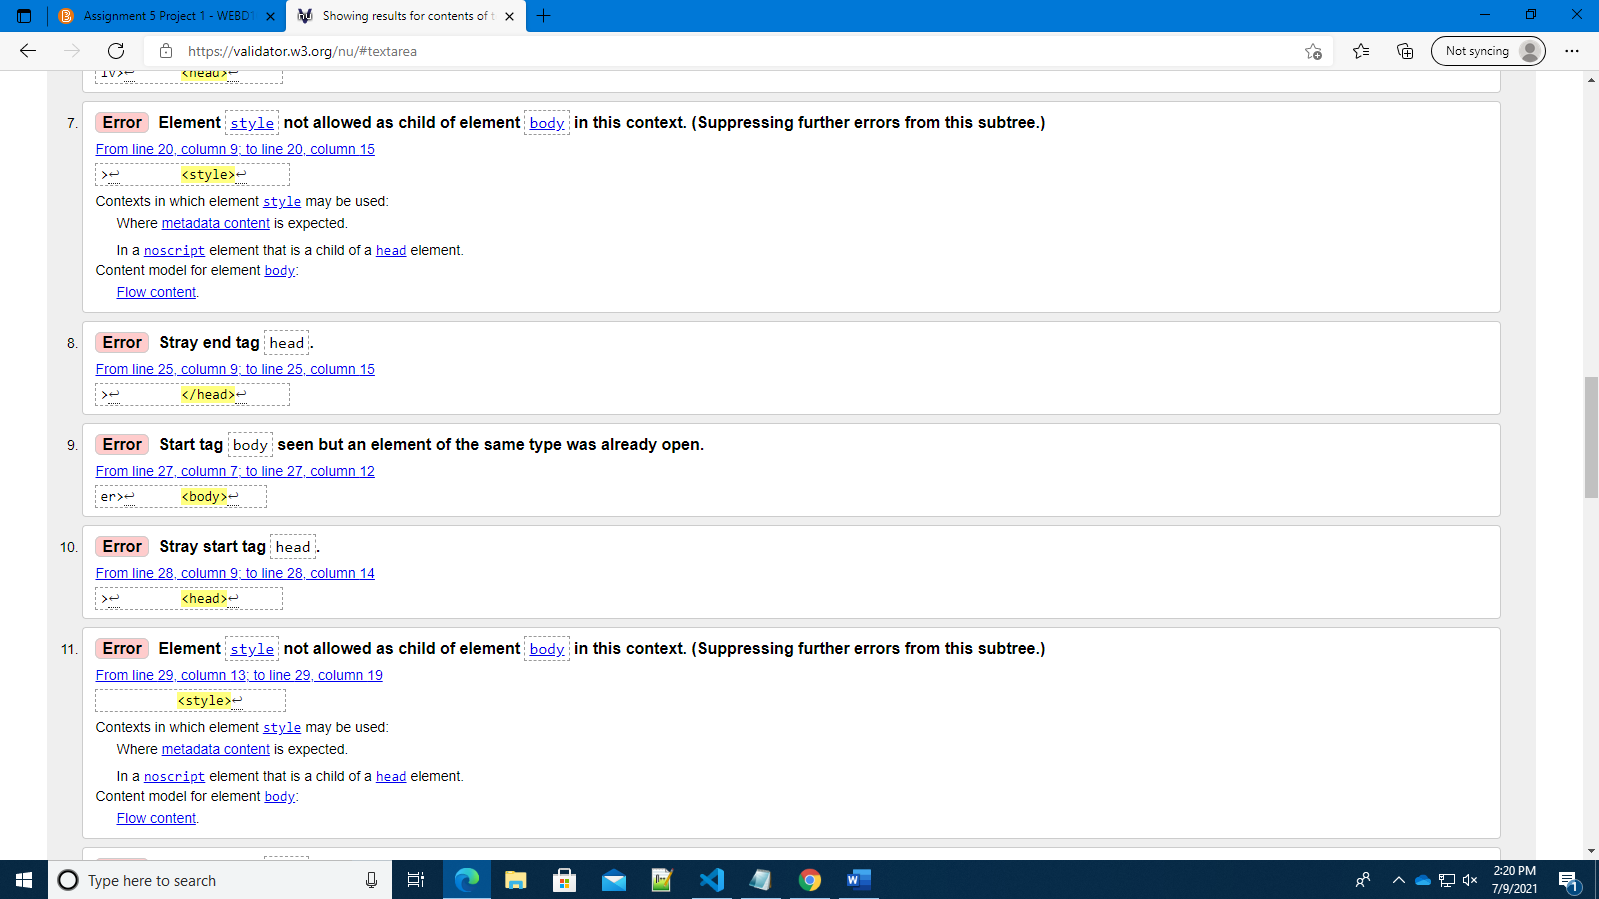 Assignment 5 Project 1 - WEBD1
Showing results for contents of t
https://validator.w3.org/nu/#textarea
Not syncing
iv>↩ <head>↩
7. Error Element style not allowed as child of element body in this context. (Suppressing further errors from this subtree.)
From line 20, column 9; to line 20, column 15
>↩ <style>↩
Contexts in which element style may be used:
Where metadata content is expected.
In a noscript element that is a child of a head element.
Content model for element body:
Flow content.
8. Error Stray end tag head.
From line 25, column 9; to line 25, column 15
>↩ </head>↩
9. Error Start tag body seen but an element of the same type was already open.
From line 27, column 7; to line 27, column 12
er>↩ <body>↩
10. Error Stray start tag head.
From line 28, column 9; to line 28, column 14
>↩ <head>↩
11. Error Element style not allowed as child of element body in this context. (Suppressing further errors from this subtree.)
From line 29, column 13; to line 29, column 19
<style>↩
Contexts in which element style may be used:
Where metadata content is expected.
In a noscript element that is a child of a head element.
Content model for element body:
Flow content.
Type here to search
2:20 PM
7/9/2021
1